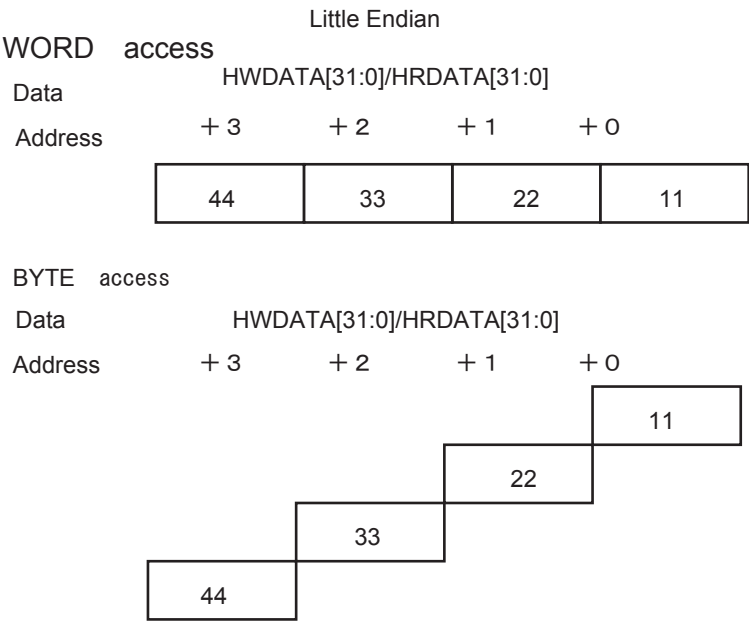 Little Endian
WORD access
HWDATA[31:0]/HRDATA[31:0]
Data
Address +3 +2 +1 +0
44 33 22 11
BYTE access
Data HWDATA[31:0]/HRDATA[31:0]
Address +3 +2 +1 +0
11
22
33
44